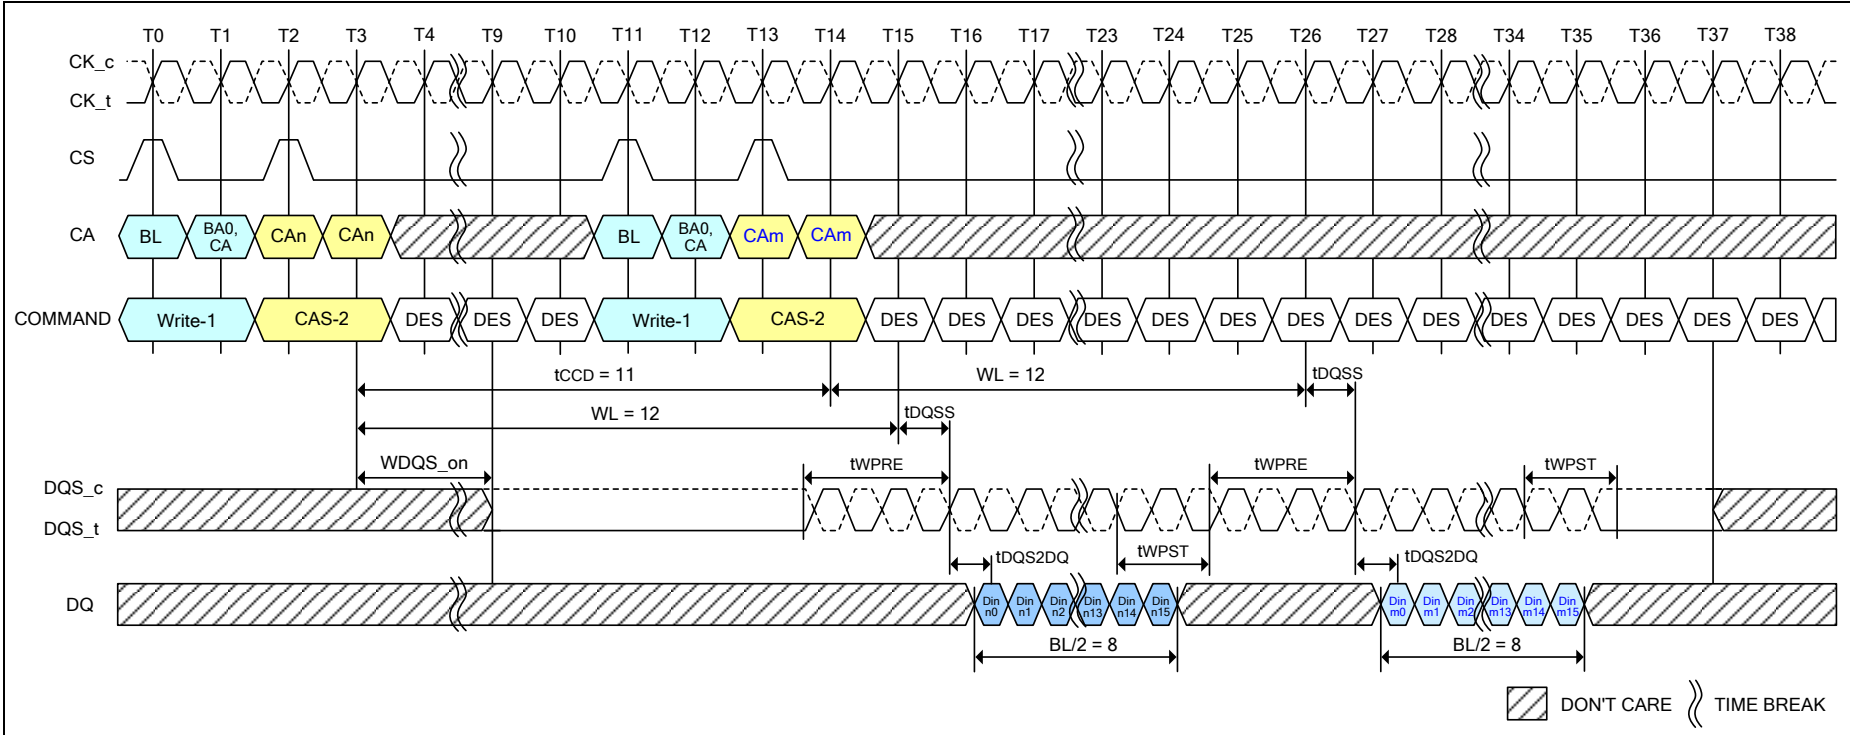 T0 T1 T2 T3 T4 T9 T10 T11 T12 T13 T14 T15 T16 T17 T23 T24 T25 T26 T27 T28 T34 T35 T36 T37 T38
CK_c
CK_t
CS
CA BL BA0, CA CAn CAn BL BA0, CA CAm CAm
COMMAND Write-1 CAS-2 DES DES DES Write-1 CAS-2 DES DES DES DES DES DES DES DES DES DES DES DES DES DES
tCCD = 11 WL = 12 tDQSS
WL = 12 tDQSS
WDQS_on tWPRE tWPRE tWPST
DQS_c
DQS_t
tDQS2DQ tWPST tDQS2DQ
DQ Din n0 Din n1 Din n2 Din n13 Din n14 Din n15 Din m0 Din m1 Din m2 Din m13 Din m14 Din m15
BL/2 = 8 BL/2 = 8
DON'T CARE TIME BREAK